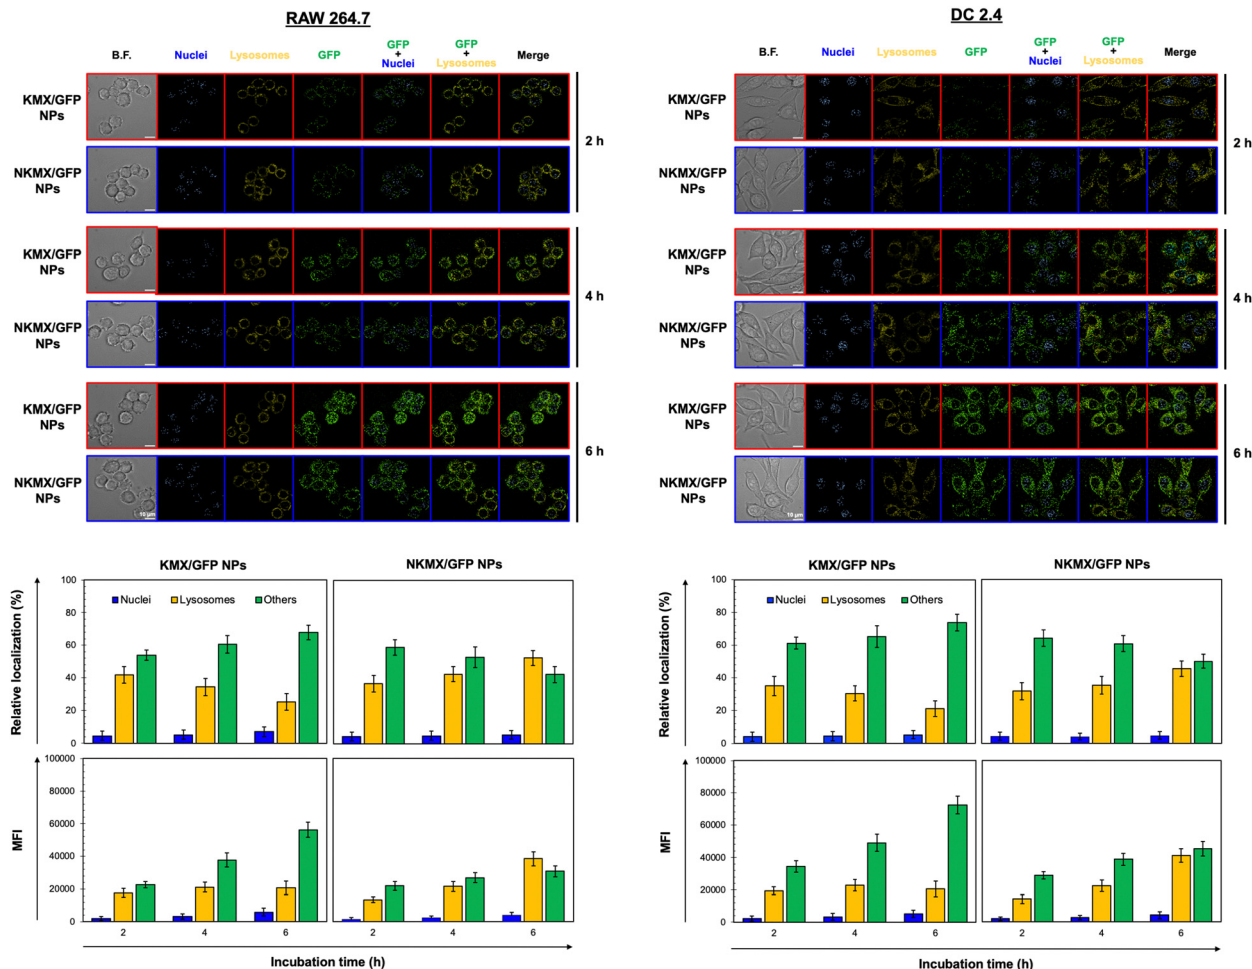 RAW 264.7
B.F. Nuclei Lysosomes GFP GFP + Nuclei GFP + Lysosomes Merge
KMX/GFP NPs
NKMX/GFP NPs
2 h
KMX/GFP NPs
NKMX/GFP NPs
4 h
KMX/GFP NPs
NKMX/GFP NPs
10 µm
6 h
DC 2.4
B.F. Nuclei Lysosomes GFP GFP + Nuclei GFP + Lysosomes Merge
KMX/GFP NPs
NKMX/GFP NPs
2 h
KMX/GFP NPs
NKMX/GFP NPs
4 h
KMX/GFP NPs
NKMX/GFP NPs
10 µm
6 h
KMX/GFP NPs NKMX/GFP NPs
Relative localization (%)
100
80
60
40
20
0
Nuclei Lysosomes Others
MFI
100000
80000
60000
40000
20000
0
2 4 6 2 4 6
Incubation time (h)
KMX/GFP NPs NKMX/GFP NPs
Relative localization (%)
100
80
60
40
20
0
Nuclei Lysosomes Others
MFI
100000
80000
60000
40000
20000
0
2 4 6 2 4 6
Incubation time (h)